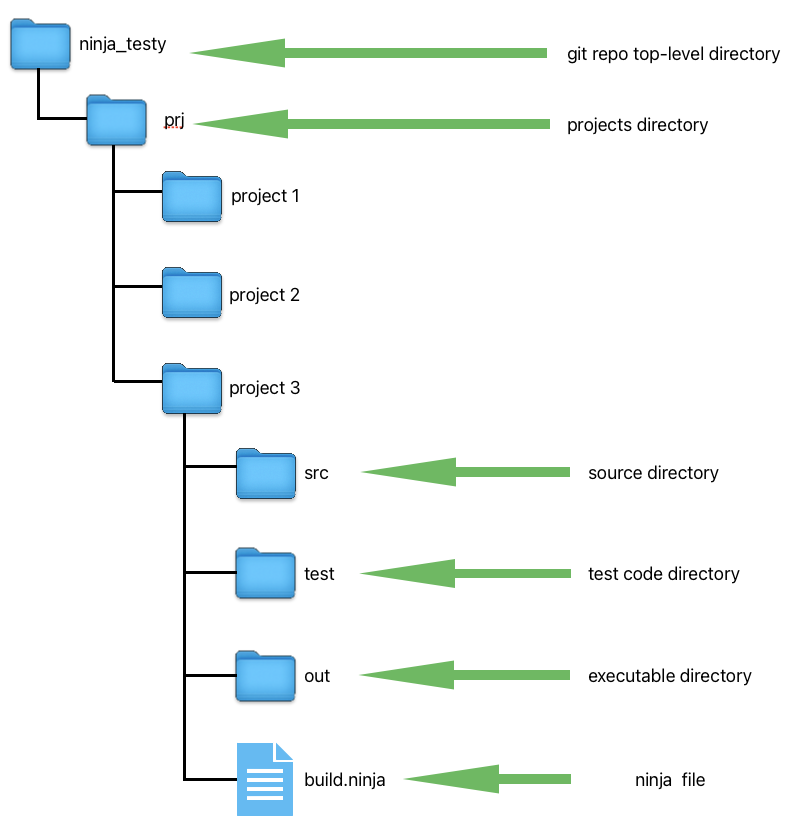 ninja_testy
git repo top-level directory
prj
projects directory
project 1
project 2
project 3
src
source directory
test
test code directory
out
executable directory
build.ninja
ninja  file